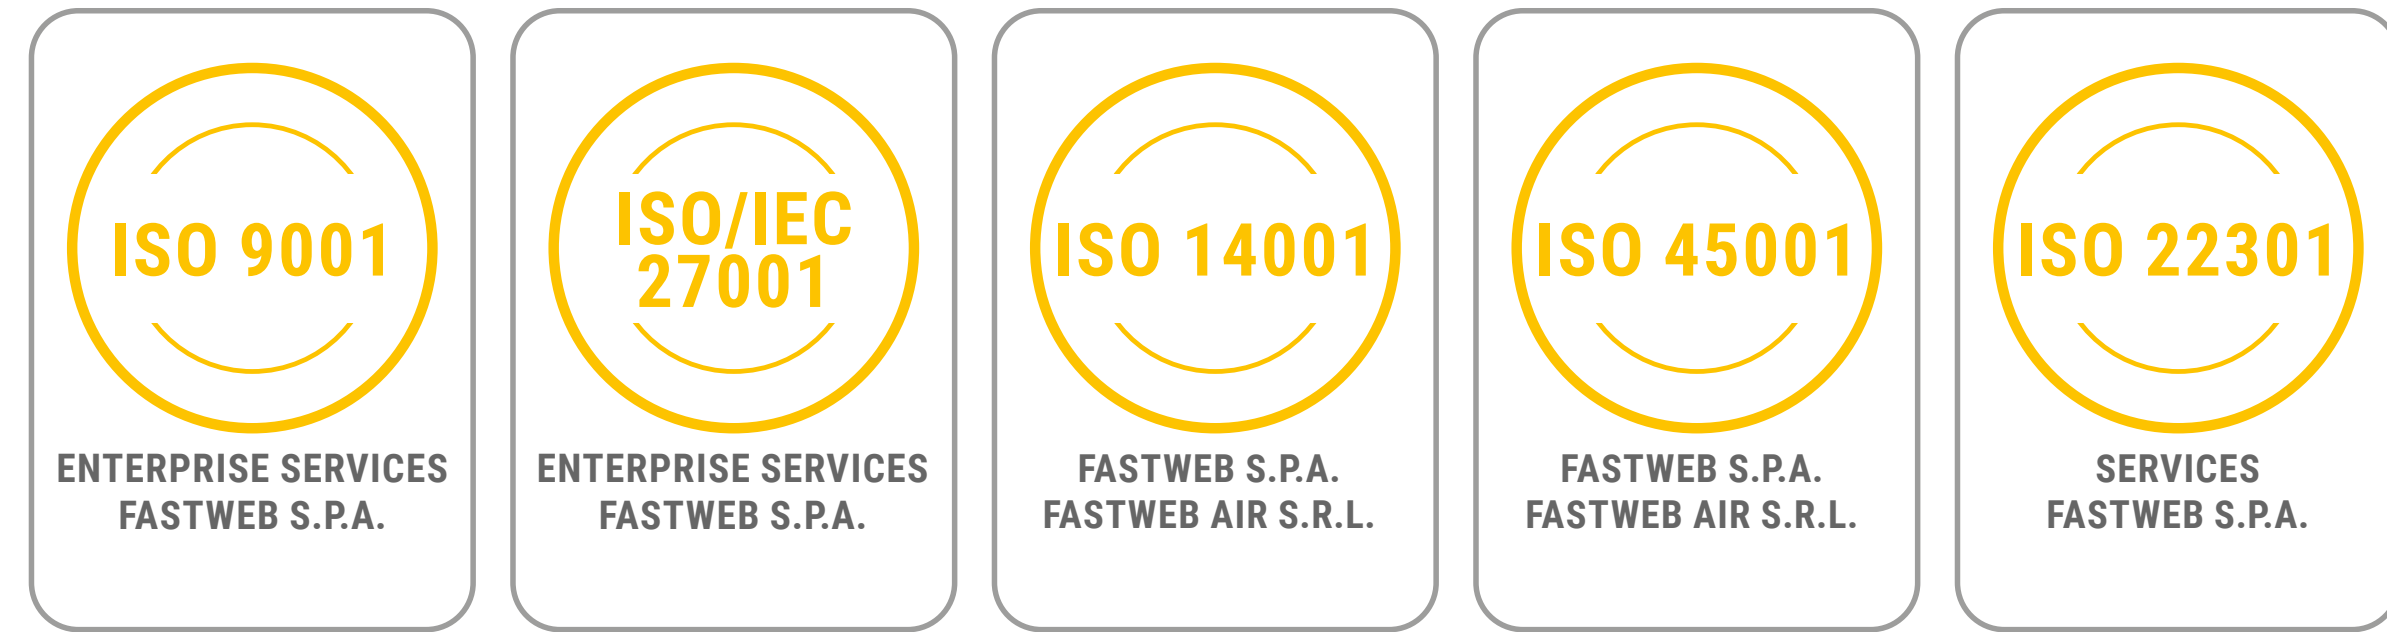 ISO 9001
ENTERPRISE SERVICES
FASTWEB S.P.A.
ISO/IEC
27001
ENTERPRISE SERVICES
FASTWEB S.P.A.
ISO 14001
FASTWEB S.P.A.
FASTWEB AIR S.R.L.
ISO 45001
FASTWEB S.P.A.
FASTWEB AIR S.R.L.
ISO 22301
SERVICES
FASTWEB S.P.A.